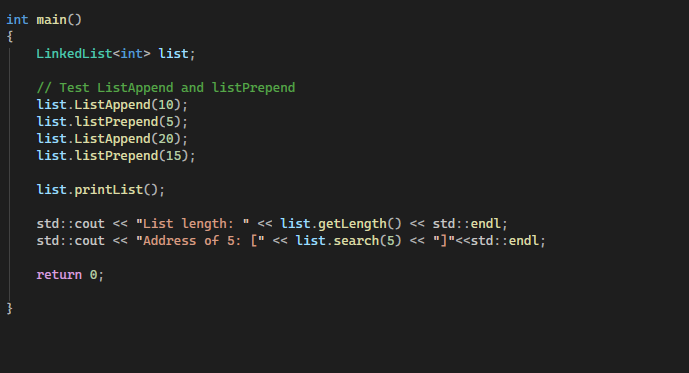 int main()
{
    LinkedList<int> list;
    // Test ListAppend and listPrepend
    list.ListAppend(10);
    list.listPrepend(5);
    list.ListAppend(20);
    list.listPrepend(15);
    list.printList();
    std::cout << "List length: " << list.getLength() << std::endl;
    std::cout << "Address of 5: [" << list.search(5) << "]"<<std::endl;
    return 0;
}